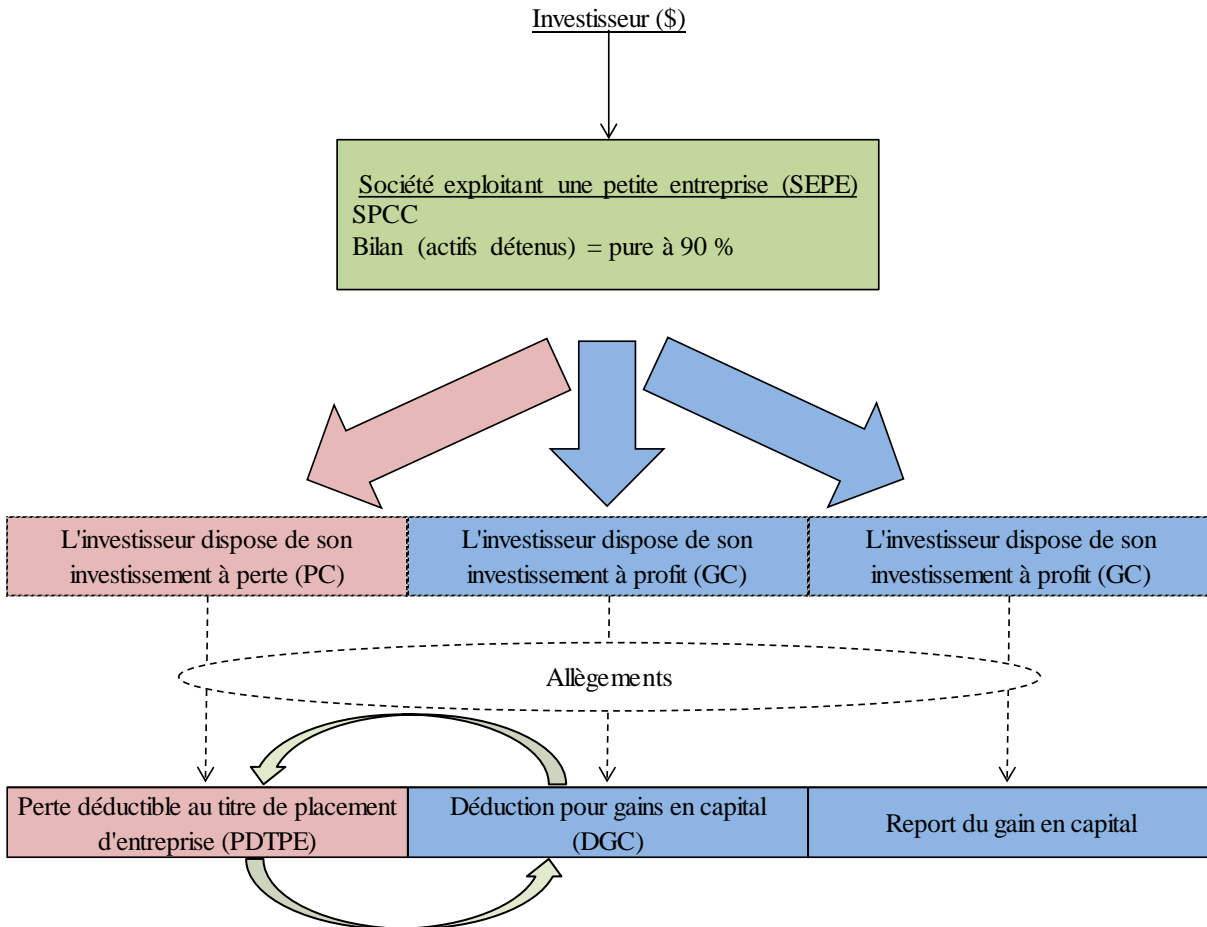 Investisseur ($)
Société exploitant une petite entreprise (SEPE)
SPCC
Bilan (actifs détenus) = pure à 90 %
L'investisseur dispose de son
investissement à perte (PC)
L'investisseur dispose de son
investissement à profit (GC)
L'investisseur dispose de son
investissement à profit (GC)
Allègements
Perte déductible au titre de placement
d'entreprise (PDTPE)
Déduction pour gains en capital
(DGC)
Report du gain en capital